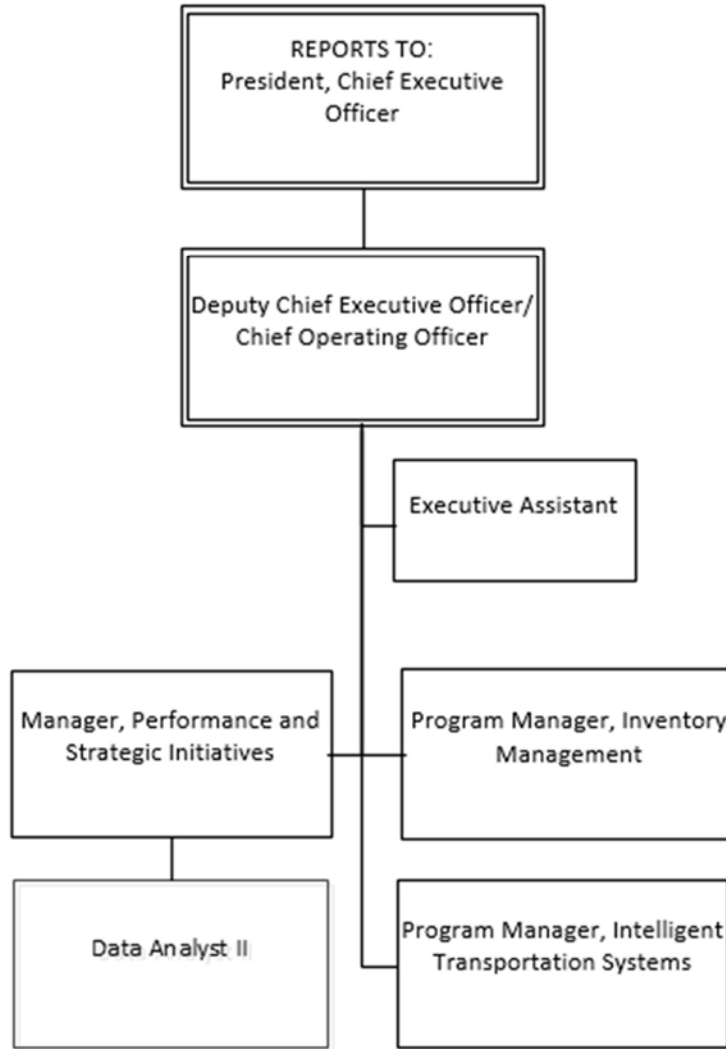 REPORTS TO:
President, Chief Executive
Officer
Deputy Chief Executive Officer/
Chief Operating Officer
Executive Assistant
Manager, Performance and
Strategic Initiatives
Program Manager, Inventory
Management
Data Analyst II
Program Manager, Intelligent
Transportation Systems